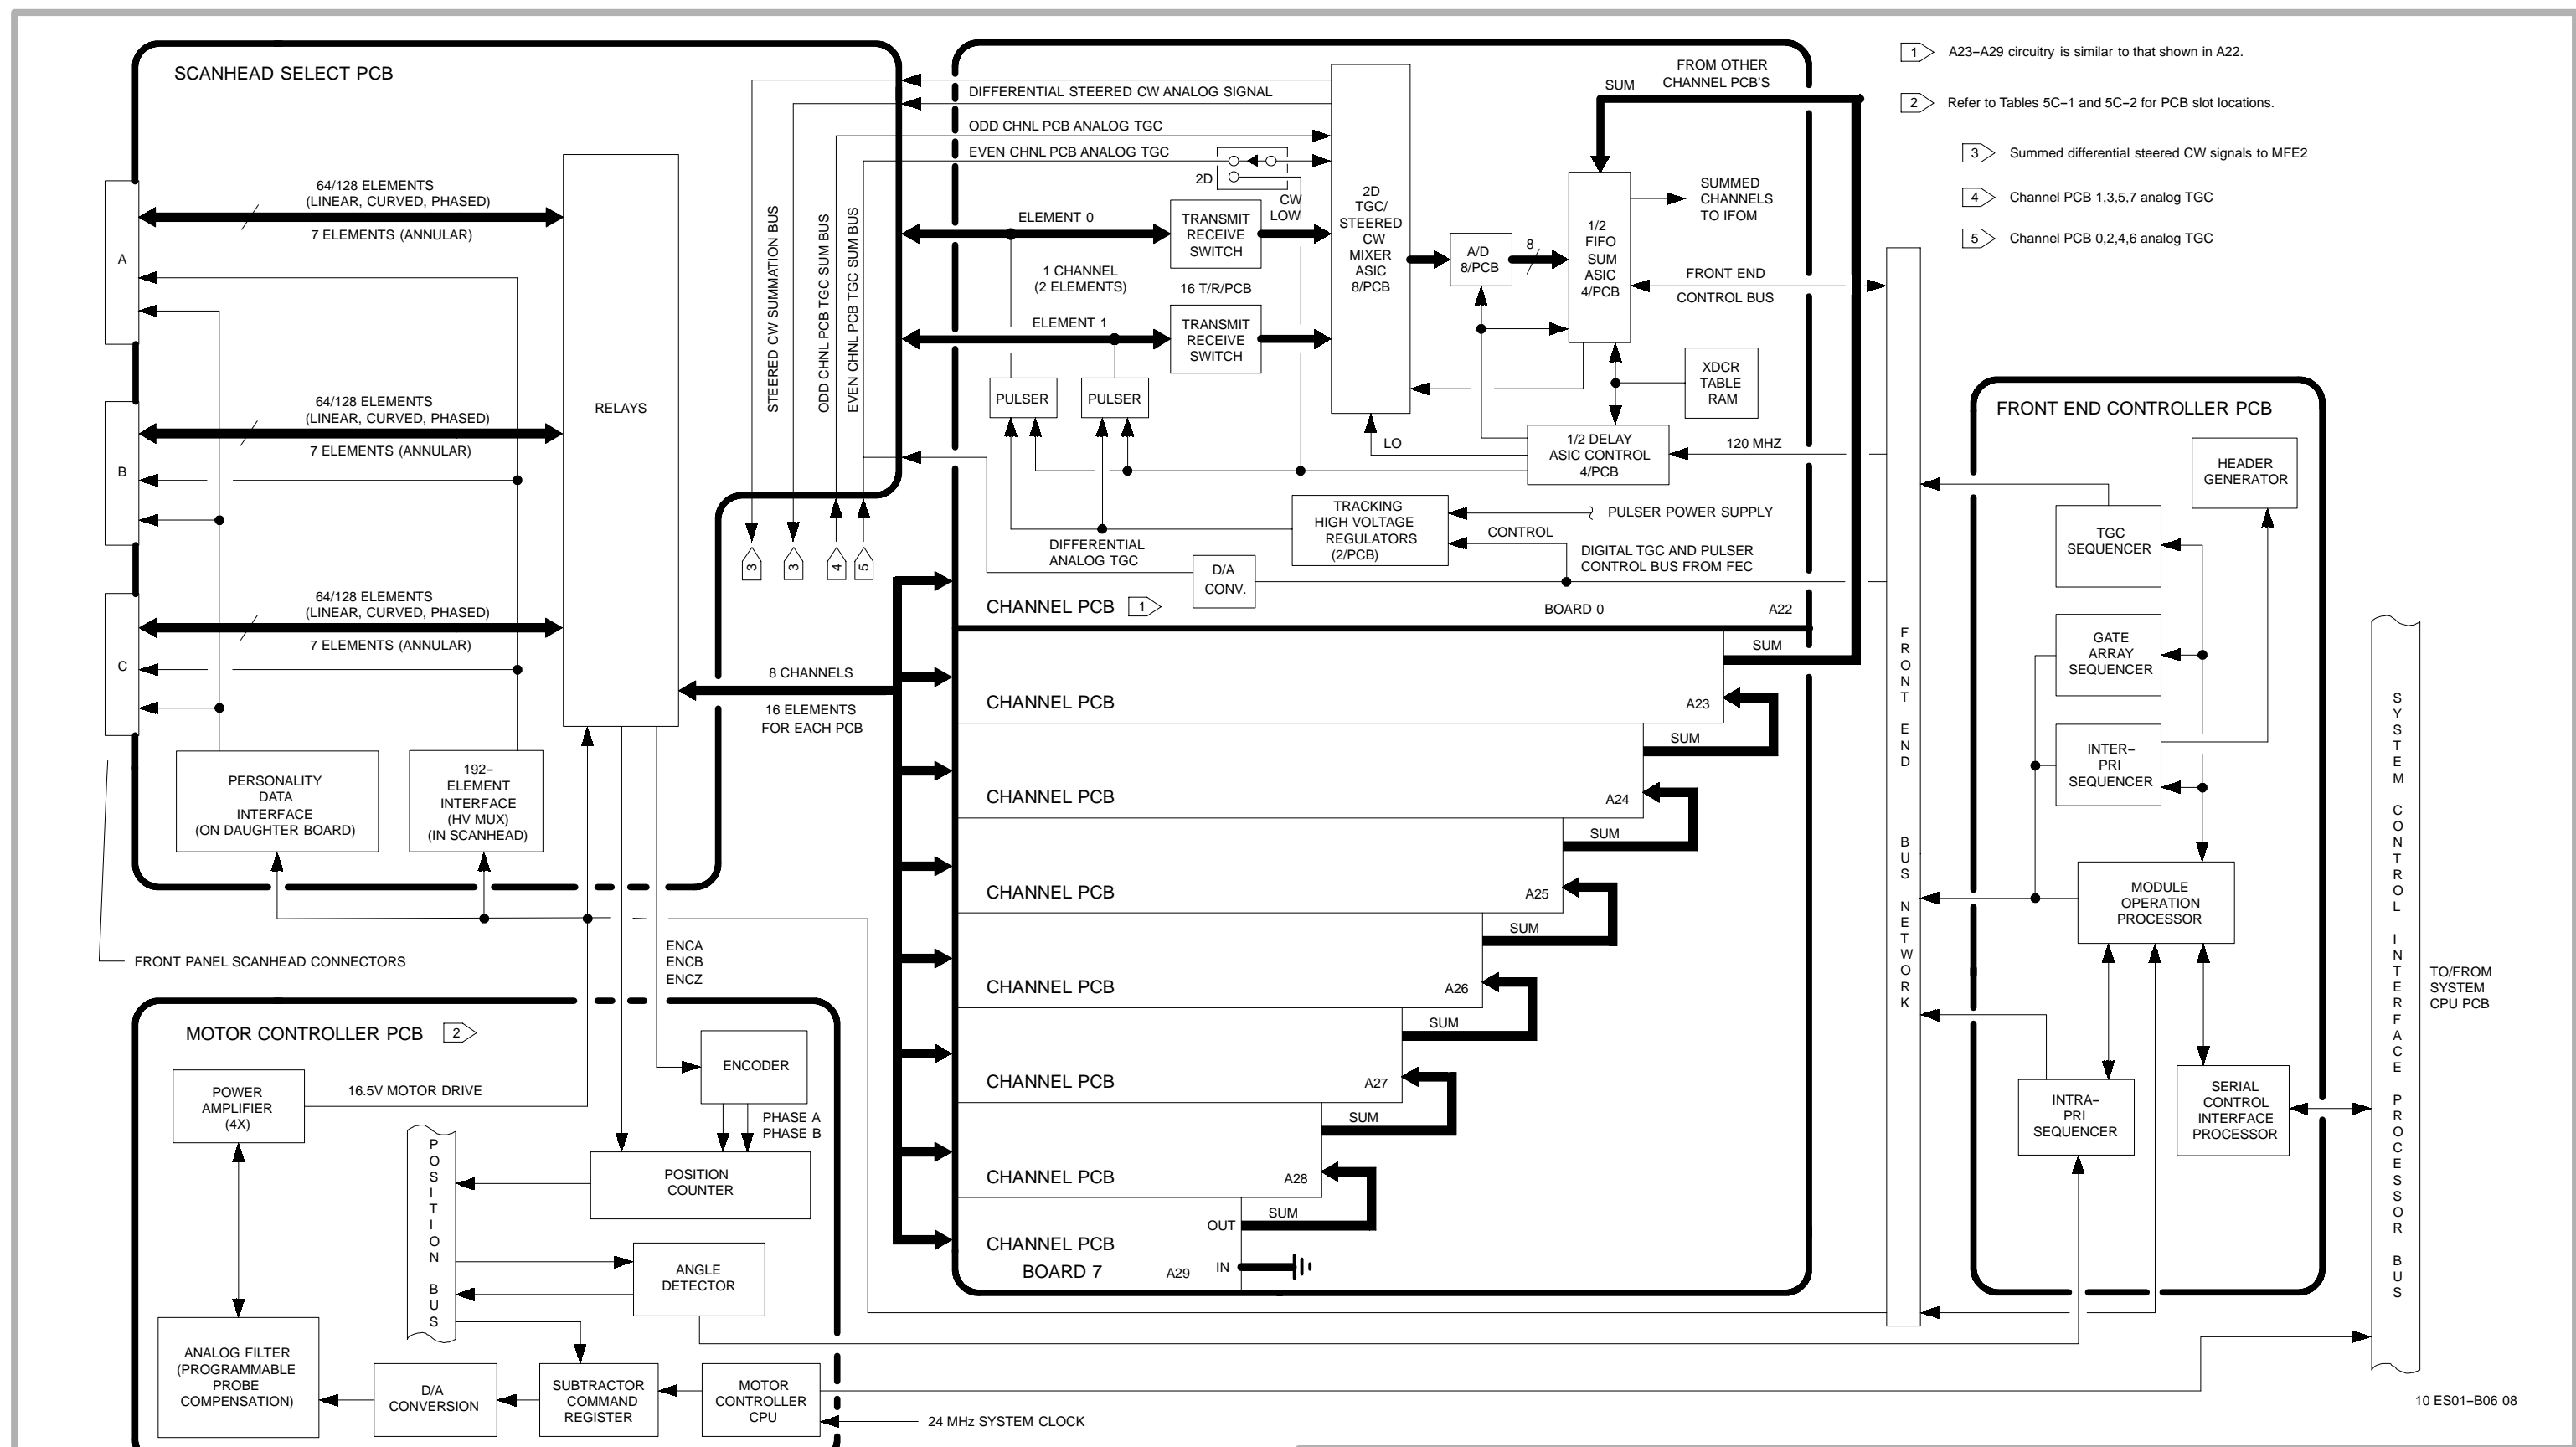 SCANHEAD SELECT PCB
A
64/128 ELEMENTS
(LINEAR, CURVED, PHASED)
7 ELEMENTS (ANNULAR)
B
64/128 ELEMENTS
(LINEAR, CURVED, PHASED)
7 ELEMENTS (ANNULAR)
C
64/128 ELEMENTS
(LINEAR, CURVED, PHASED)
7 ELEMENTS (ANNULAR)
RELAYS
PERSONALITY
DATA
INTERFACE
(ON DAUGHTER BOARD)
192–
ELEMENT
INTERFACE
(HV MUX)
(IN SCANHEAD)
FRONT PANEL SCANHEAD CONNECTORS
8 CHANNELS
16 ELEMENTS
FOR EACH PCB
ENCA
ENCB
ENCZ
STEERED CW SUMMATION BUS
ODD CHNL PCB TGC SUM BUS
EVEN CHNL PCB TGC SUM BUS
3
3
4
5
DIFFERENTIAL STEERED CW ANALOG SIGNAL
ODD CHNL PCB ANALOG TGC
EVEN CHNL PCB ANALOG TGC
2D
CW
LOW
ELEMENT 0
1 CHANNEL
(2 ELEMENTS)
ELEMENT 1
TRANSMIT
RECEIVE
SWITCH
16 T/R/PCB
TRANSMIT
RECEIVE
SWITCH
PULSER
PULSER
2D
TGC/
STEERED
CW
MIXER
ASIC
8/PCB
A/D
8/PCB
8
1/2
FIFO
SUM
ASIC
4/PCB
SUM
FROM OTHER
CHANNEL PCB'S
SUMMED
CHANNELS
TO IFOM
FRONT END
CONTROL BUS
XDCR
TABLE
RAM
LO
1/2 DELAY
ASIC CONTROL
4/PCB
120 MHZ
TRACKING
HIGH VOLTAGE
REGULATORS
(2/PCB)
PULSER POWER SUPPLY
CONTROL
DIGITAL TGC AND PULSER
CONTROL BUS FROM FEC
DIFFERENTIAL
ANALOG TGC
D/A
CONV.
CHANNEL PCB 1
BOARD 0
A22
SUM
CHANNEL PCB
A23
SUM
CHANNEL PCB
A24
SUM
CHANNEL PCB
A25
SUM
CHANNEL PCB
A26
SUM
CHANNEL PCB
A27
SUM
CHANNEL PCB
A28
SUM
OUT
CHANNEL PCB
BOARD 7
A29
IN
1 A23–A29 circuitry is similar to that shown in A22.
2 Refer to Tables 5C–1 and 5C–2 for PCB slot locations.
3 Summed differential steered CW signals to MFE2
4 Channel PCB 1,3,5,7 analog TGC
5 Channel PCB 0,2,4,6 analog TGC
FRONT END BUS NETWORK
FRONT END CONTROLLER PCB
HEADER
GENERATOR
TGC
SEQUENCER
GATE
ARRAY
SEQUENCER
INTER–
PRI
SEQUENCER
MODULE
OPERATION
PROCESSOR
INTRA–
PRI
SEQUENCER
SERIAL
CONTROL
INTERFACE
PROCESSOR
SYSTEM CONTROL INTERFACE PROCESSOR BUS
TO/FROM
SYSTEM
CPU PCB
MOTOR CONTROLLER PCB 2
POWER
AMPLIFIER
(4X)
16.5V MOTOR DRIVE
ENCODER
PHASE A
PHASE B
POSITION BUS
POSITION
COUNTER
ANGLE
DETECTOR
ANALOG FILTER
(PROGRAMMABLE
PROBE
COMPENSATION)
D/A
CONVERSION
SUBTRACTOR
COMMAND
REGISTER
MOTOR
CONTROLLER
CPU
24 MHz SYSTEM CLOCK
10 ES01–B06 08